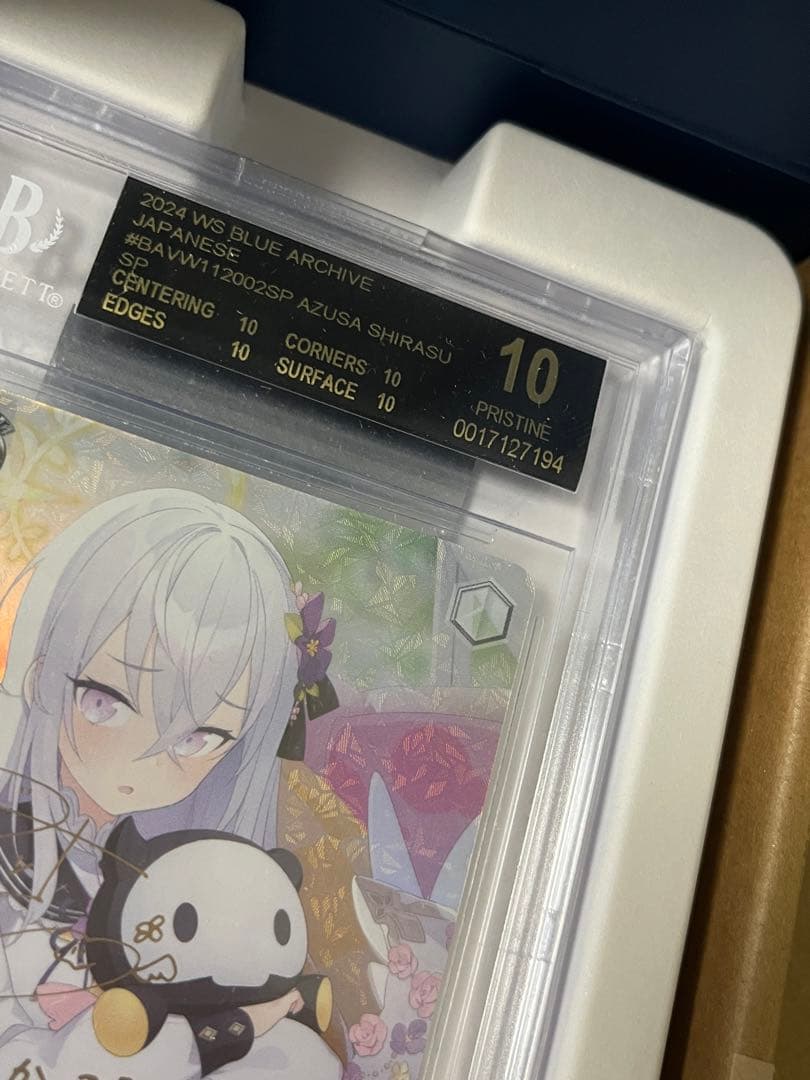 B
ETT®
2024 WS BLUE ARCHIVE
JAPANESE
#BAVW112002SP AZUSA SHIRASU
SP
CENTERING 10 CORNERS 10
EDGES 10 SURFACE 10
10
PRISTINE
0017127194